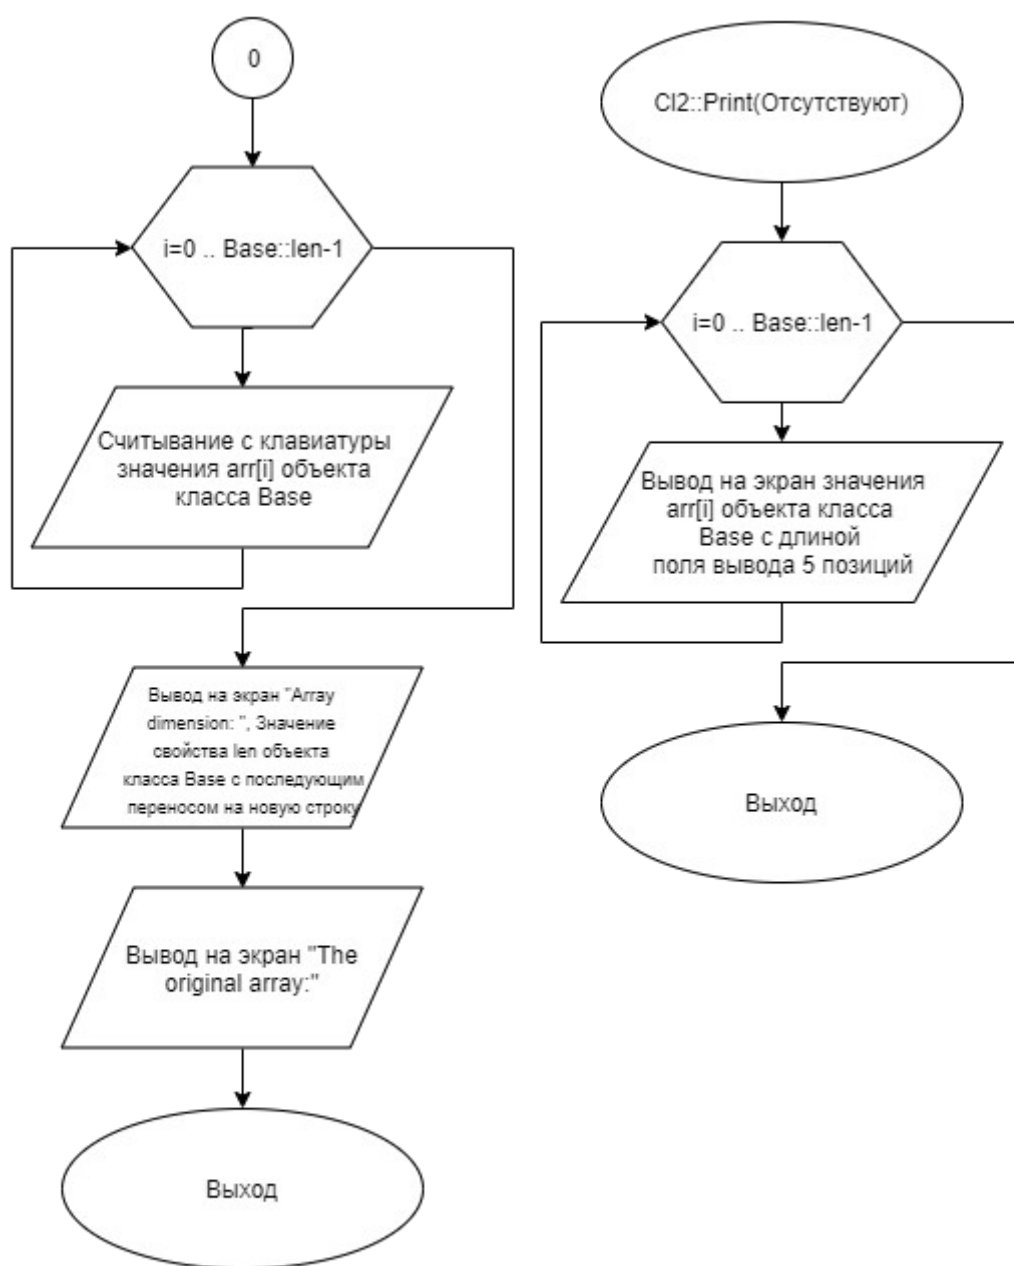 0
i=0 .. Base::len-1
Считывание с клавиатуры
значения arr[i] объекта
класса Base
Вывод на экран "Array
dimension: ", Значение
свойства len объекта
класса Base с последующим
переносом на новую строку
Вывод на экран "The
original array:"
Выход
Cl2::Print(Отсутствуют)
i=0 .. Base::len-1
Вывод на экран значения
arr[i] объекта класса
Base с длиной
поля вывода 5 позиций
Выход